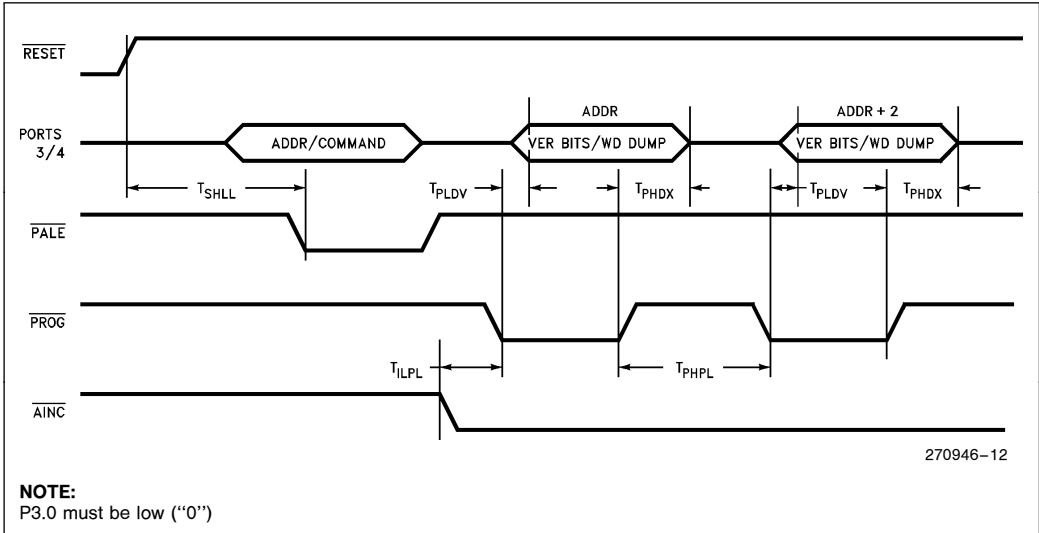 RESET
ADDR
ADDR + 2
PORTS
3/4
ADDR/COMMAND
VER BITS/WD DUMP
VER BITS/WD DUMP
TSHLL
TPLDV
TPHDX
TPLDV
TPHDX
PALE
PROG
TILPL
TPHPL
AINC
270946–12
NOTE:
P3.0 must be low (‘‘0’’)